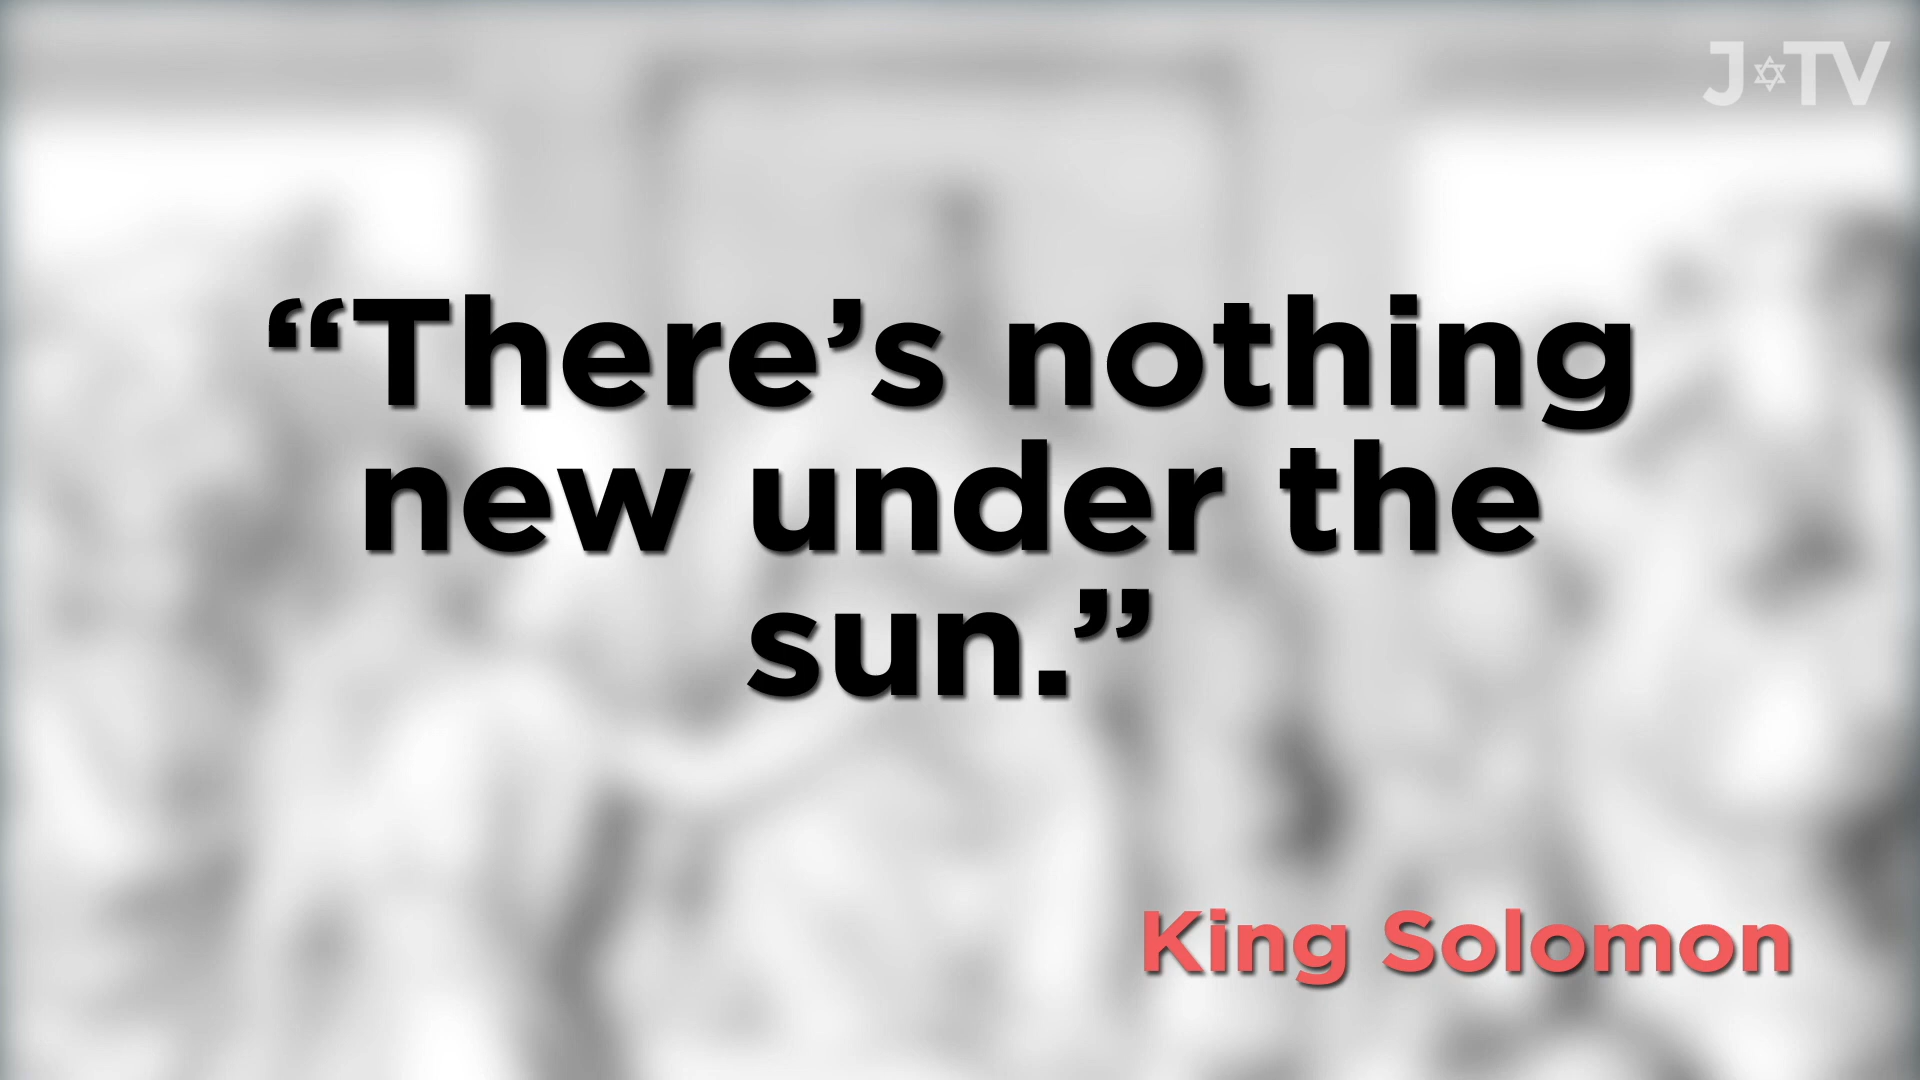 J✡TV
“There’s nothing
new under the
sun.”
King Solomon